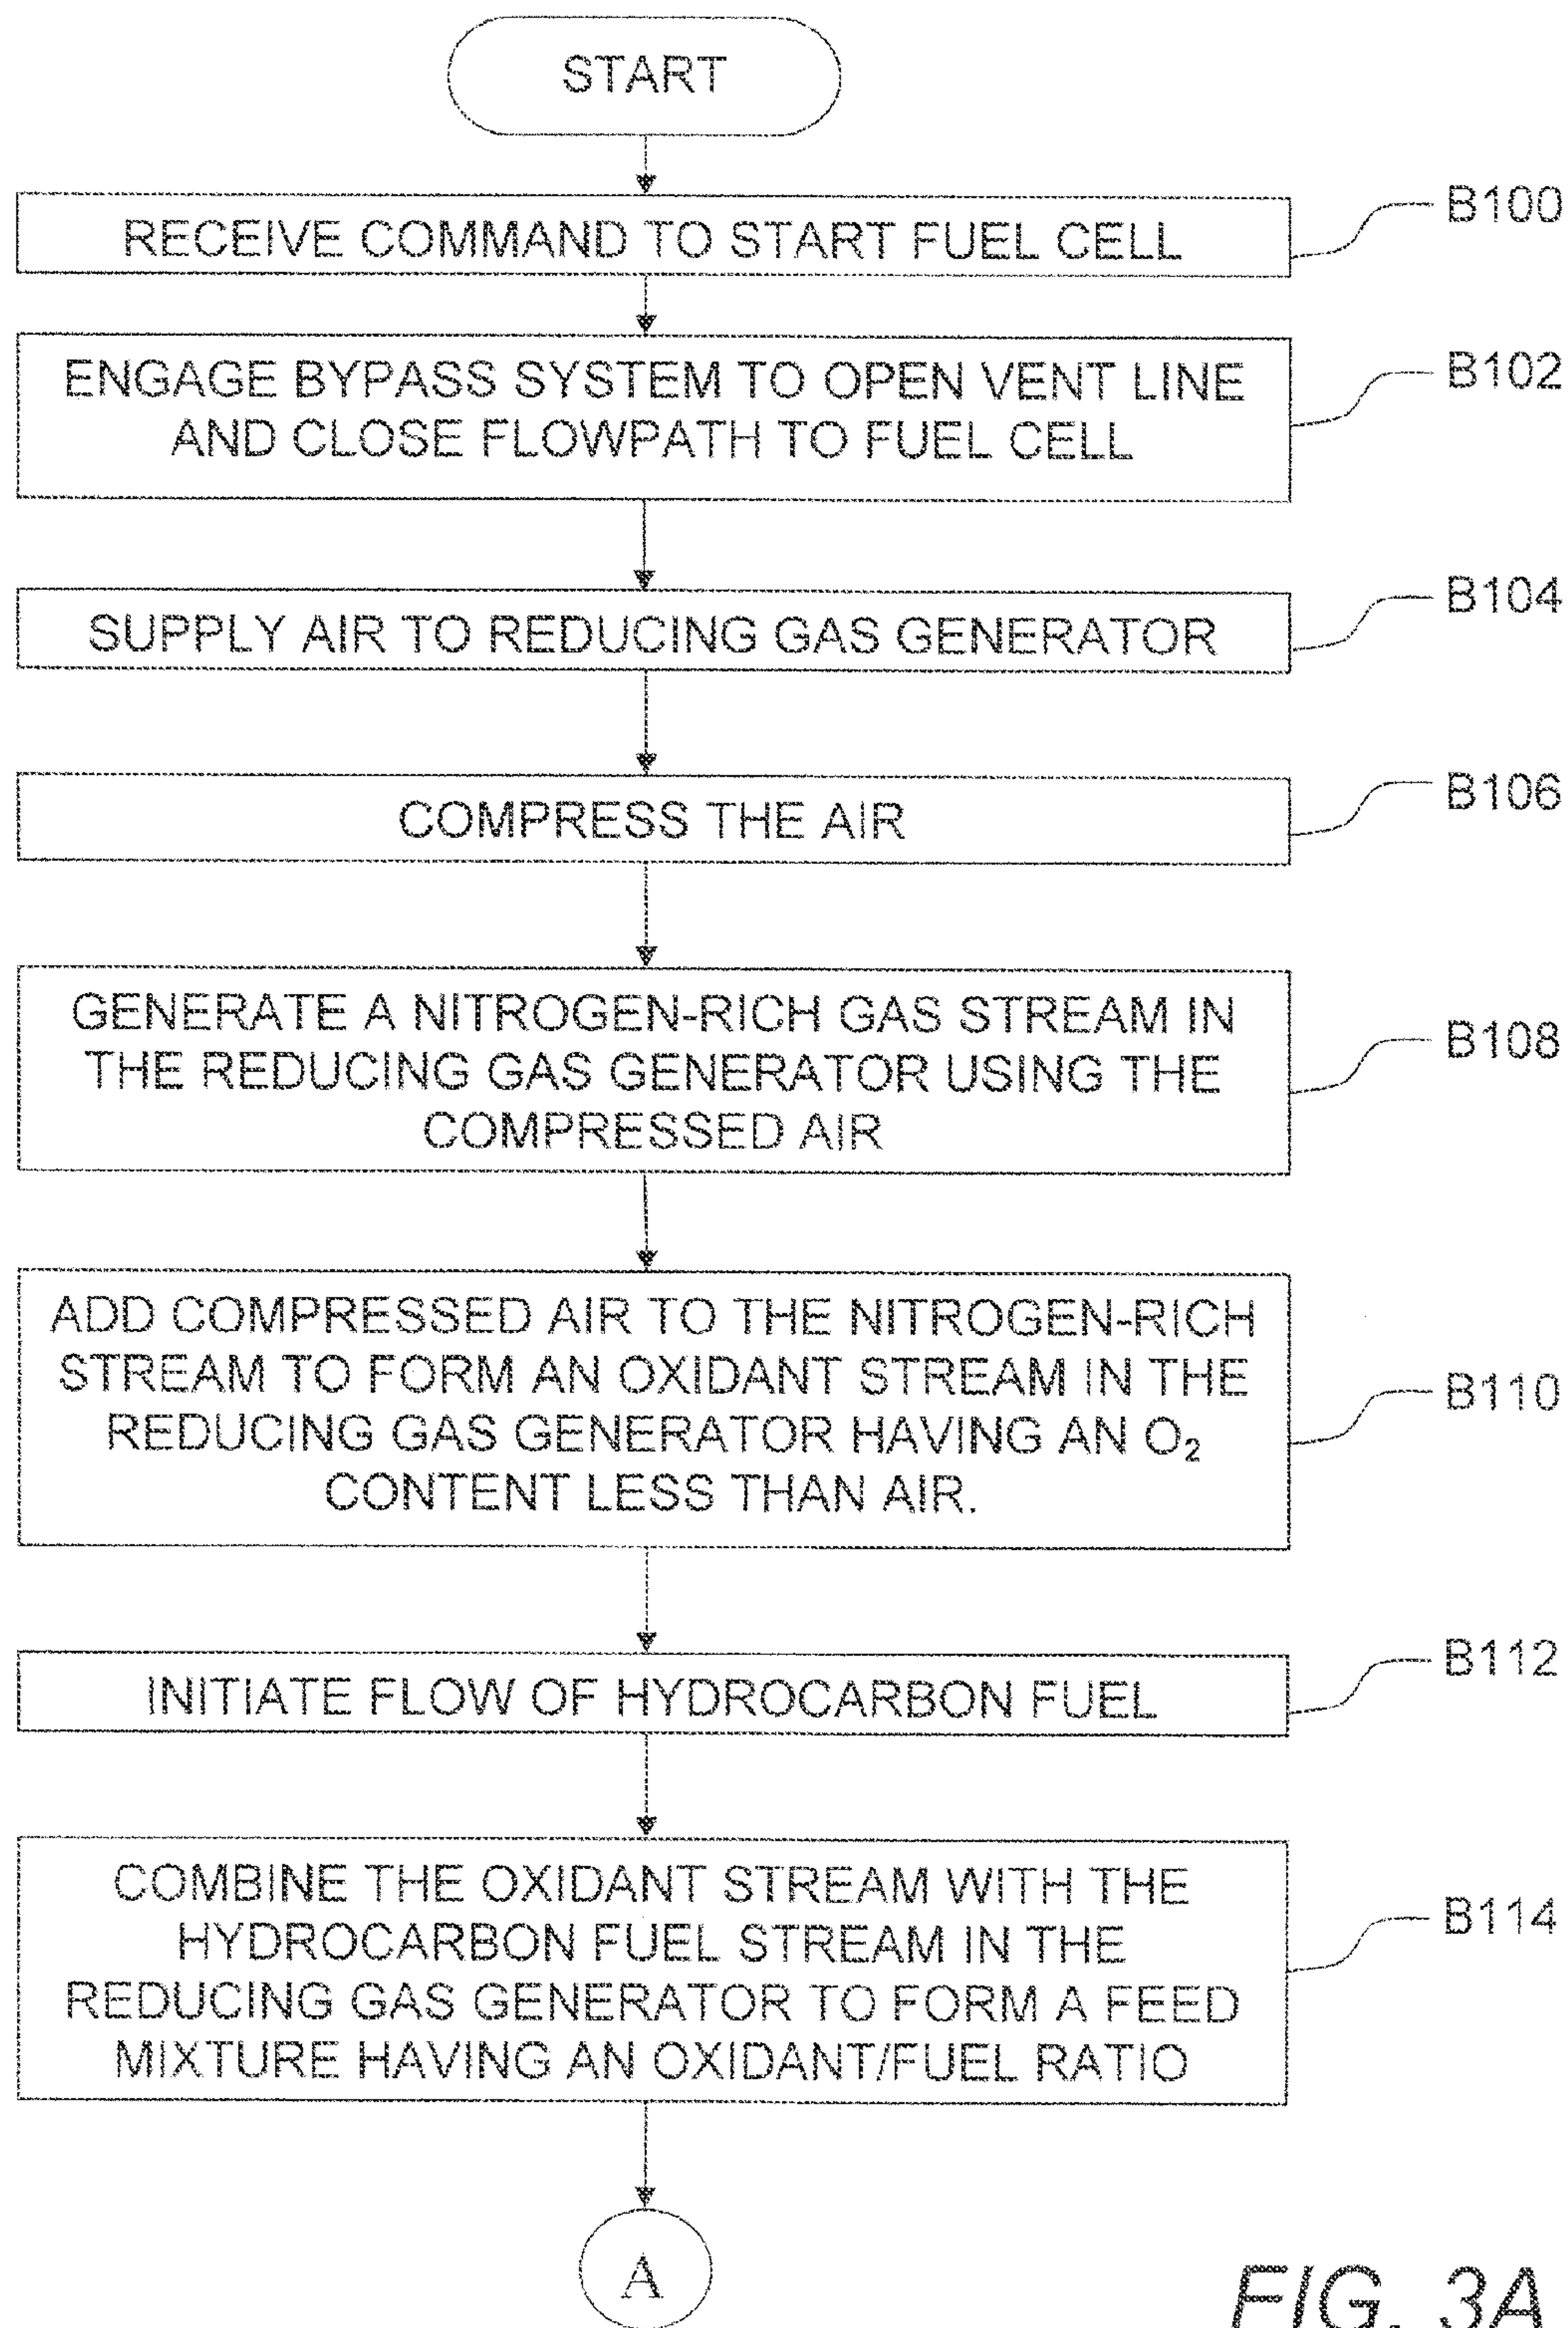 START
RECEIVE COMMAND TO START FUEL CELL
B100
ENGAGE BYPASS SYSTEM TO OPEN VENT LINE
AND CLOSE FLOWPATH TO FUEL CELL
B102
SUPPLY AIR TO REDUCING GAS GENERATOR
B104
COMPRESS THE AIR
B106
GENERATE A NITROGEN-RICH GAS STREAM IN
THE REDUCING GAS GENERATOR USING THE
COMPRESSED AIR
B108
ADD COMPRESSED AIR TO THE NITROGEN-RICH
STREAM TO FORM AN OXIDANT STREAM IN THE
REDUCING GAS GENERATOR HAVING AN O₂
CONTENT LESS THAN AIR.
B110
INITIATE FLOW OF HYDROCARBON FUEL
B112
COMBINE THE OXIDANT STREAM WITH THE
HYDROCARBON FUEL STREAM IN THE
REDUCING GAS GENERATOR TO FORM A FEED
MIXTURE HAVING AN OXIDANT/FUEL RATIO
B114
A
FIG. 3A